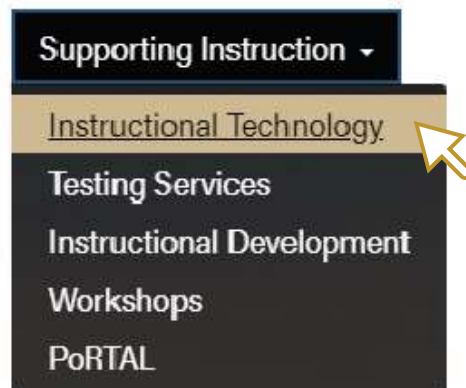 Supporting Instruction
Instructional Technology
Testing Services
Instructional Development
Workshops
PoRTAL